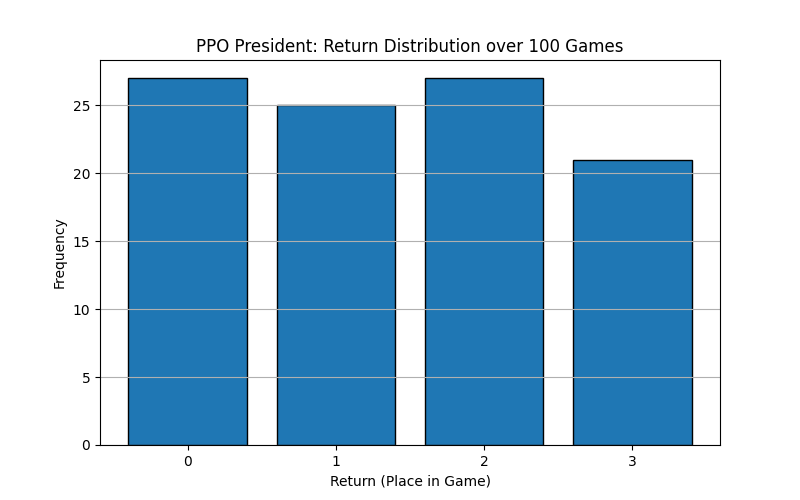 PPO President: Return Distribution over 100 Games
Frequency
25
20
15
10
5
0
0 1 2 3
Return (Place in Game)